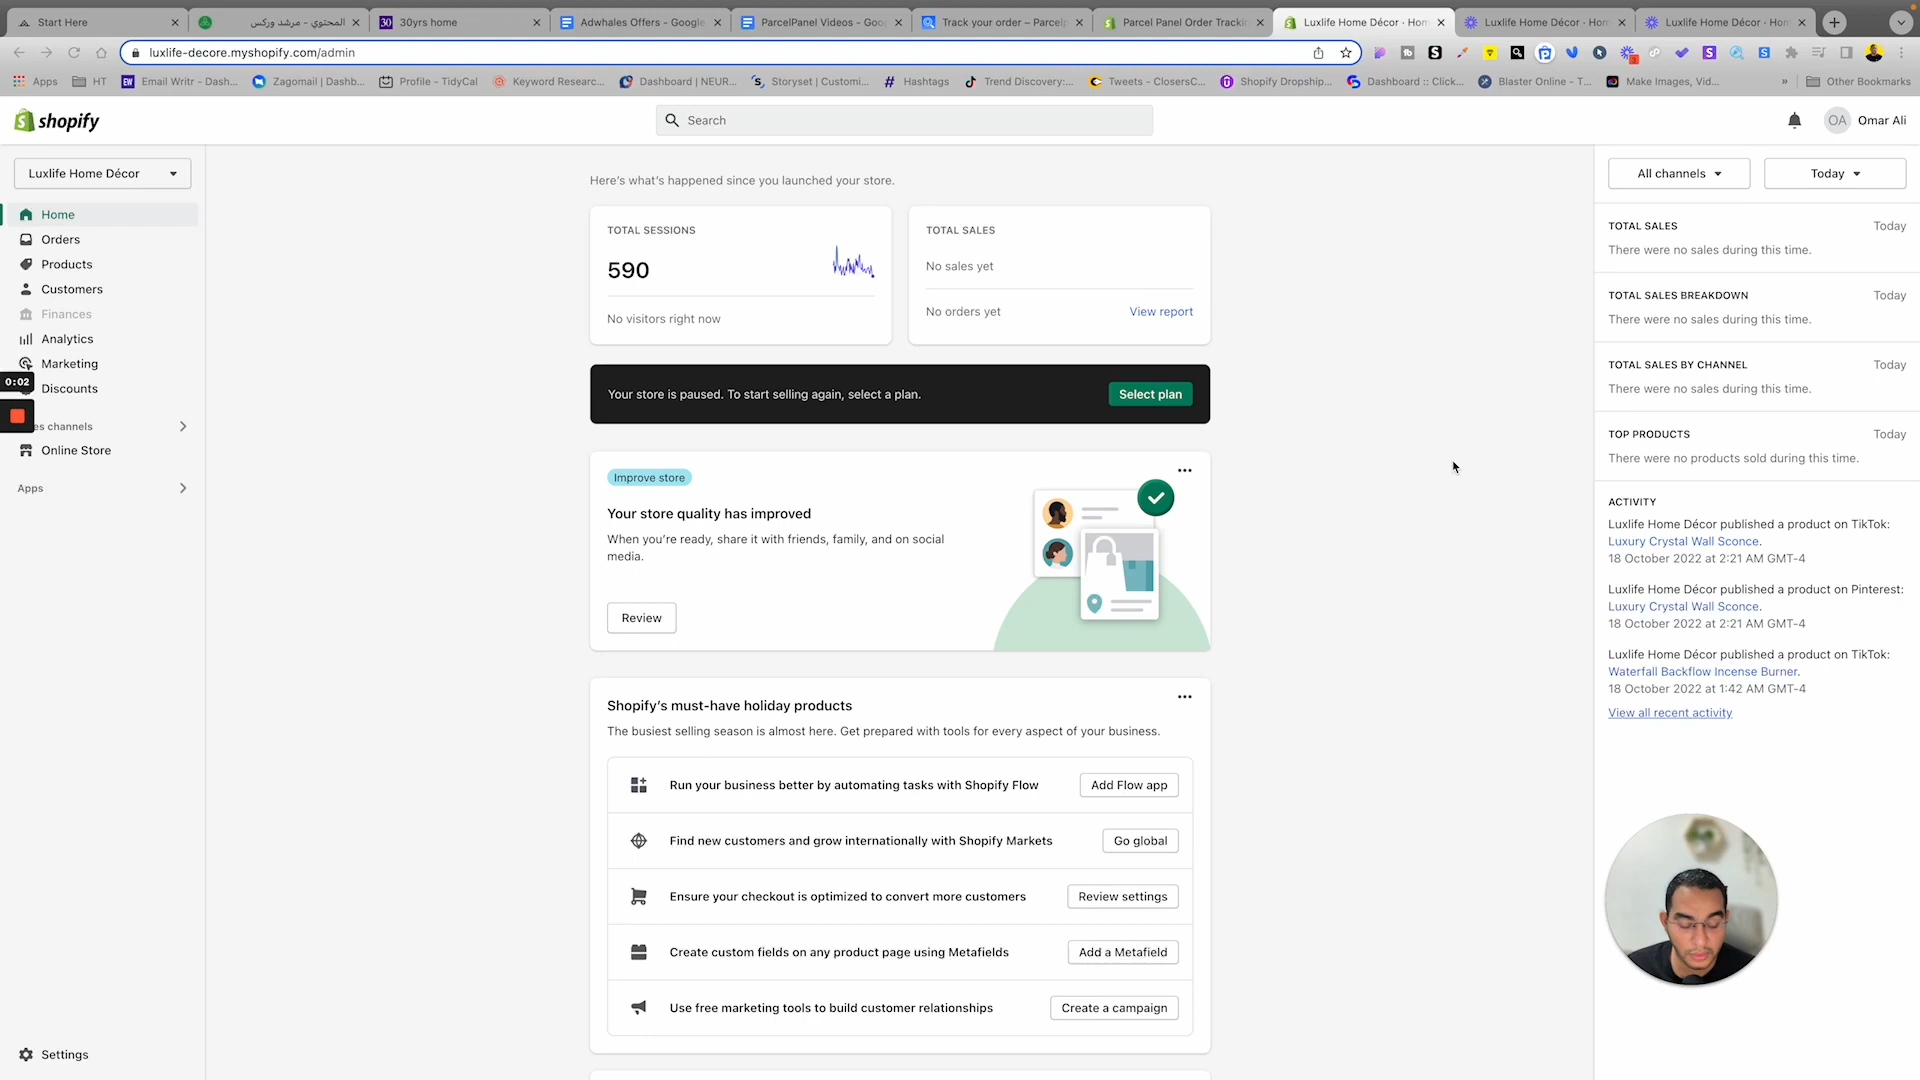 Start Here
المحتوي - مرشد وركس
30yrs home
Adwhales Offers - Google
ParcelPanel Videos - Goo
Track your order – Parcelp
Parcel Panel Order Trackin
Luxlife Home Décor · Hom
Luxlife Home Décor · Hom
Luxlife Home Décor · Hom
luxlife-decore.myshopify.com/admin
Apps
HT
Email Writr - Dash...
Zagomail | Dashb...
Profile - TidyCal
Keyword Researc...
Dashboard | NEUR...
Storyset | Customi...
Hashtags
Trend Discovery:...
Tweets - ClosersC...
Shopify Dropship...
Dashboard :: Click...
Blaster Online - T...
Make Images, Vid...
»
Other Bookmarks
shopify
Search
OA
Omar Ali
Luxlife Home Décor
Home
Orders
Products
Customers
Finances
Analytics
Marketing
0:02
Discounts
es channels
Online Store
Apps
Settings
Here's what's happened since you launched your store.
TOTAL SESSIONS
590
No visitors right now
TOTAL SALES
No sales yet
No orders yet
View report
Your store is paused. To start selling again, select a plan.
Select plan
Improve store
Your store quality has improved
When you're ready, share it with friends, family, and on social
media.
Review
Shopify's must-have holiday products
The busiest selling season is almost here. Get prepared with tools for every aspect of your business.
Run your business better by automating tasks with Shopify Flow
Add Flow app
Find new customers and grow internationally with Shopify Markets
Go global
Ensure your checkout is optimized to convert more customers
Review settings
Create custom fields on any product page using Metafields
Add a Metafield
Use free marketing tools to build customer relationships
Create a campaign
All channels
Today
TOTAL SALES
Today
There were no sales during this time.
TOTAL SALES BREAKDOWN
Today
There were no sales during this time.
TOTAL SALES BY CHANNEL
Today
There were no sales during this time.
TOP PRODUCTS
Today
There were no products sold during this time.
ACTIVITY
Luxlife Home Décor published a product on TikTok:
Luxury Crystal Wall Sconce.
18 October 2022 at 2:21 AM GMT-4
Luxlife Home Décor published a product on Pinterest:
Luxury Crystal Wall Sconce.
18 October 2022 at 2:21 AM GMT-4
Luxlife Home Décor published a product on TikTok:
Waterfall Backflow Incense Burner.
18 October 2022 at 1:42 AM GMT-4
View all recent activity